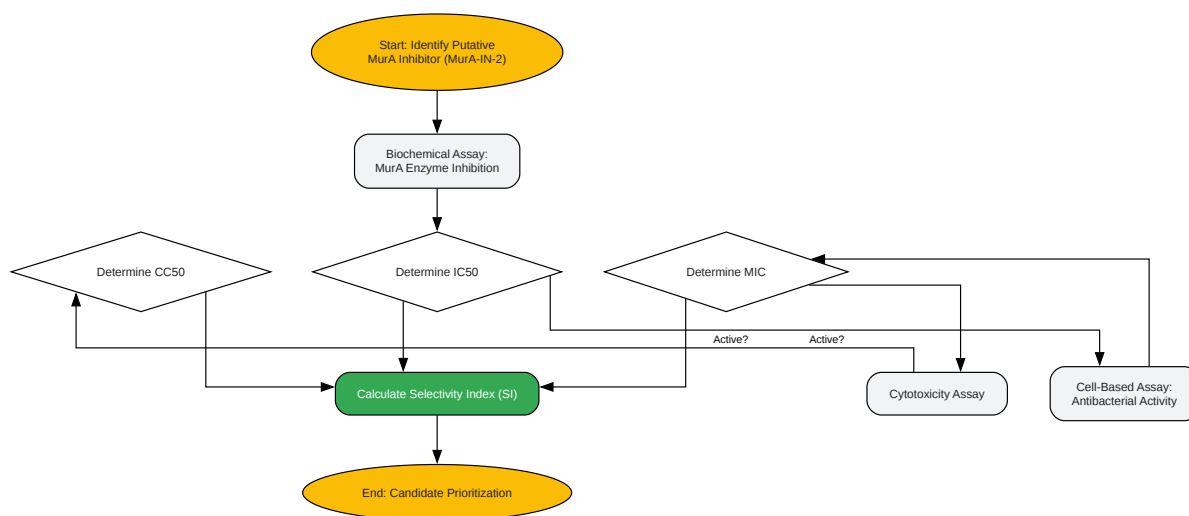 Start: Identify Putative
MurA Inhibitor (MurA-IN-2)
Biochemical Assay:
MurA Enzyme Inhibition
Determine CC50
Determine IC50
Determine MIC
Active?
Active?
Calculate Selectivity Index (SI)
Cytotoxicity Assay
Cell-Based Assay:
Antibacterial Activity
End: Candidate Prioritization